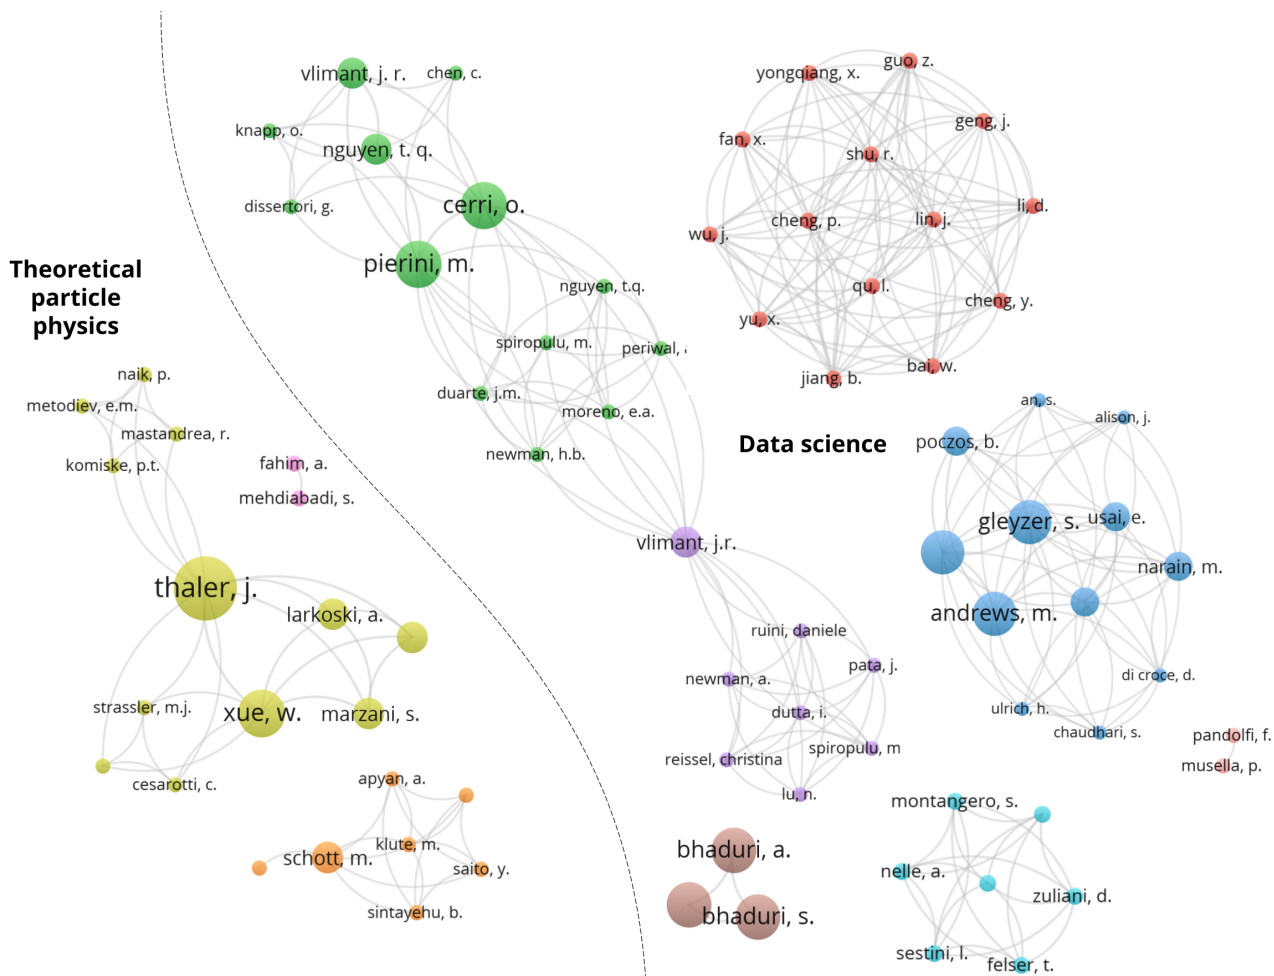 vlimant, j. r.
chen, c.
knapp, o.
nguyen, t. q.
dissertori, g.
cerri, o.
pierini, m.
nguyen, t.q.
spiropulu, m.
periwal,
duarte, j.m.
moreno, e.a.
newman, h.b.
yongqiang, x.
guo, z.
geng, j.
fan, x.
shu, r.
li, d.
cheng, p.
lin, j.
wu, j.
qu, l.
cheng, y.
yu, x.
bai, w.
jiang, b.
Theoretical
particle
physics
naik, p.
metodiev, e.m.
mastandrea, r.
komiske, p.t.
fahim, a.
mehdiabadi, s.
thaler, j.
larkoski, a.
strassler, m.j.
xue, w.
marzani, s.
cesarotti, c.
apyan, a.
klute, m.
schott, m.
saito, y.
sintayehu, b.
Data science
an, s.
alison, j.
poczos, b.
gleyzer, s.
usai, e.
narain, m.
andrews, m.
di croce, d.
ulrich, h.
chaudhari, s.
vlimant, j.r.
ruini, daniele
pata, j.
newman, a.
dutta, i.
spiropulu, m
reissel, christina
lu, n.
pandolfi, f.
musella, p.
bhaduri, a.
bhaduri, s.
montangero, s.
nelle, a.
zuliani, d.
sestini, l.
felser, t.